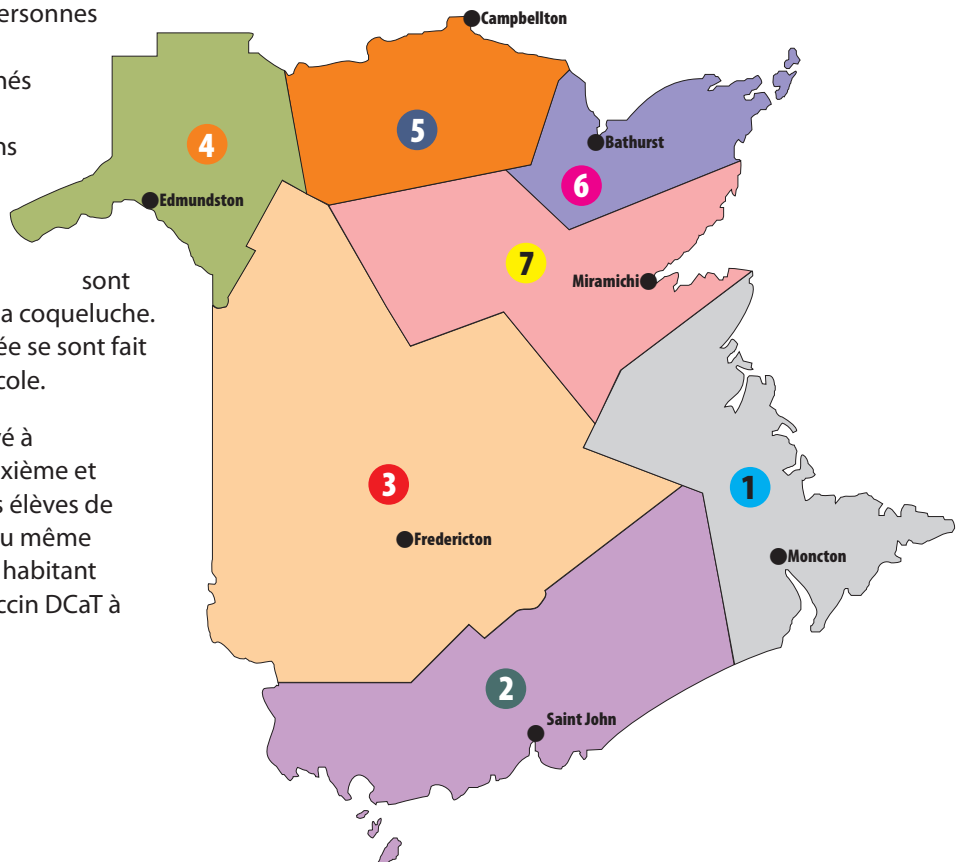 ersonnes
Campbellton
nés
5
4
Bathurst
ns
6
Edmundston
7
Miramichi
sont
a coqueluche.
ée se sont fait
cole.
é à
xième et
3
1
s élèves de
Fredericton
u même
Moncton
habitant
ccin DCaT à
2
Saint John